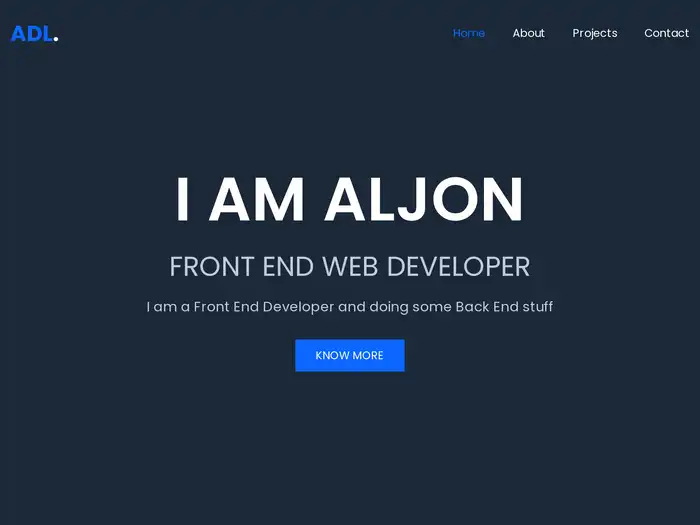 ADL.
Home About Projects Contact
I AM ALJON
FRONT END WEB DEVELOPER
I am a Front End Developer and doing some Back End stuff
KNOW MORE